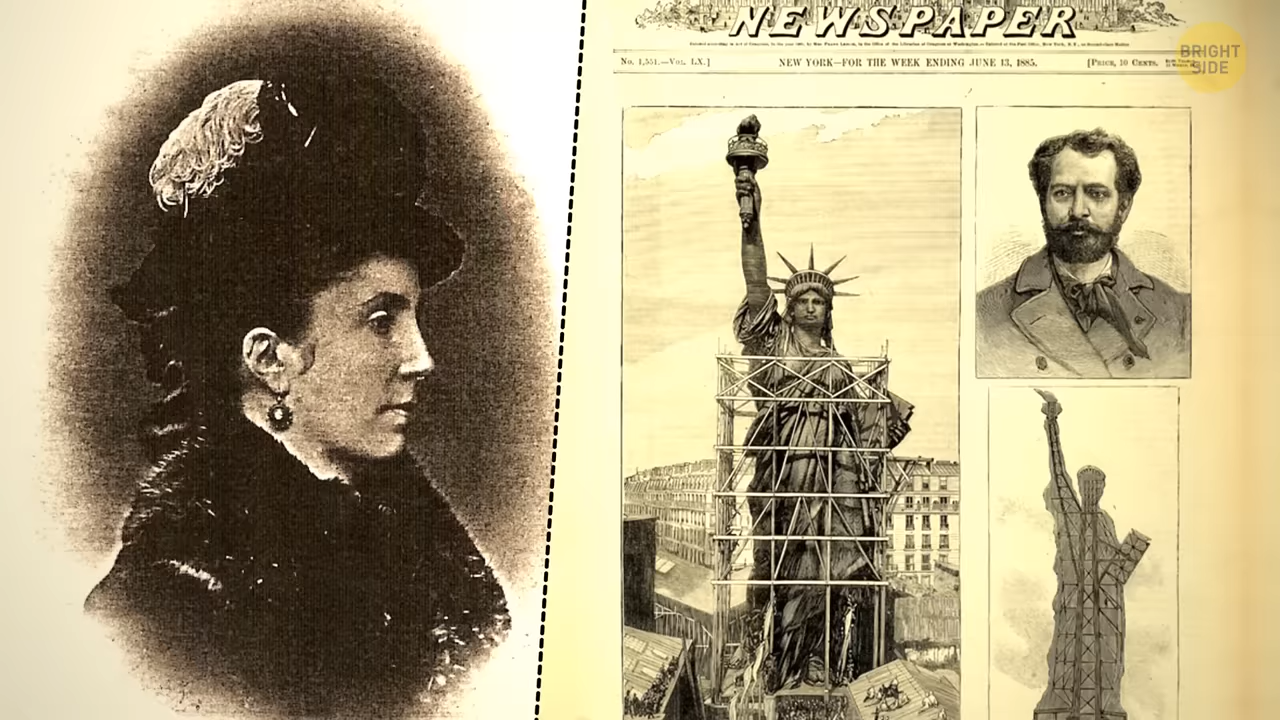 NEWSPAPER
No. 1,551.—VOL. LX.]
NEW YORK—FOR THE WEEK ENDING JUNE 13, 1885.
[PRICE, 10 CENTS.
BRIGHT
SIDE